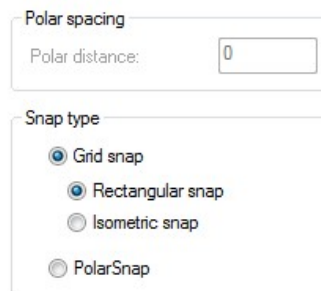 Polar spacing
Polar distance: 0
Snap type
Grid snap
Rectangular snap
Isometric snap
PolarSnap